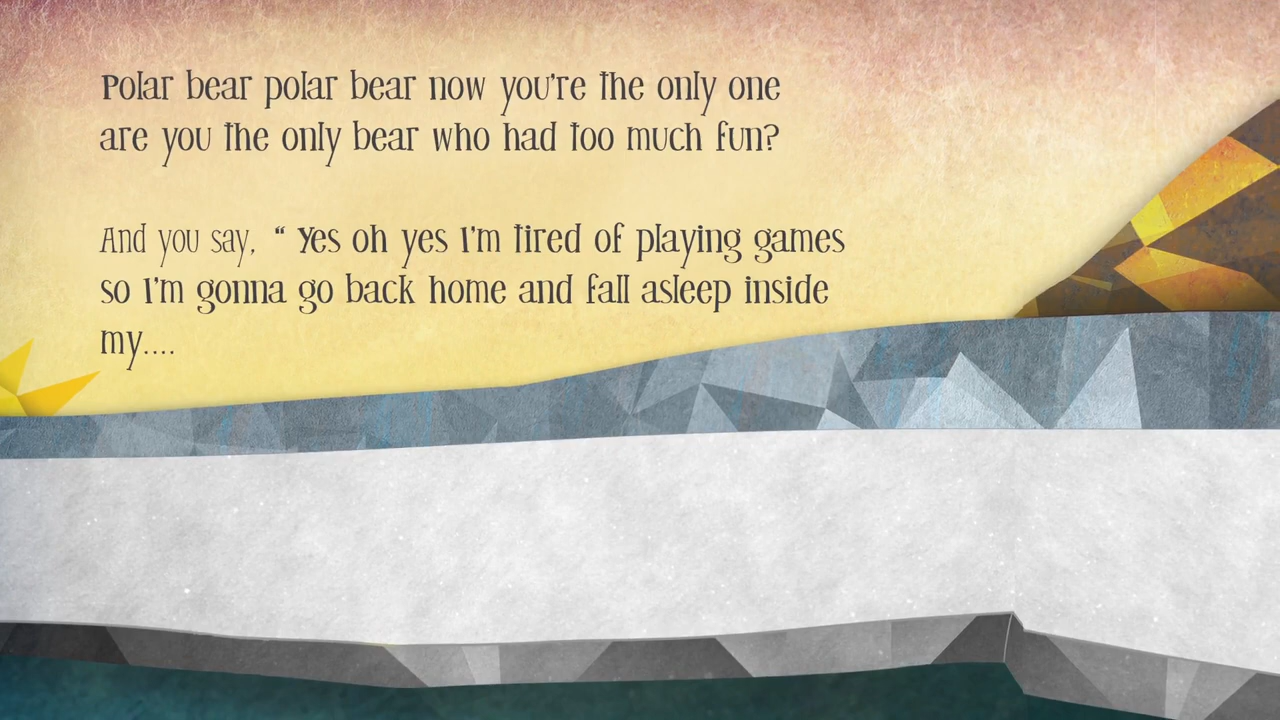 Polar bear polar bear now you're the only one
are you the only bear who had too much fun?
And you say, “ Yes oh yes I'm tired of playing games
so I'm gonna go back home and fall asleep inside
my....